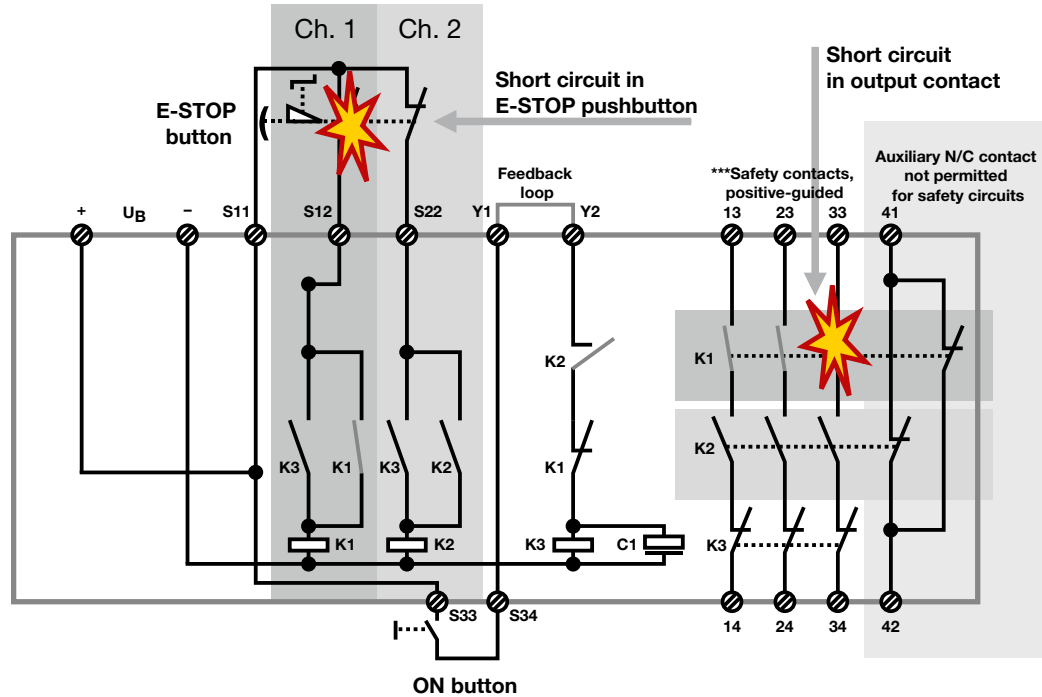 Ch. 1
Ch. 2
Short circuit in
E-STOP pushbutton
Short circuit
in output contact
E-STOP
button
Feedback
loop
***Safety contacts,
positive-guided
Auxiliary N/C contact
not permitted
for safety circuits
+
UB
−
S11
S12
S22
Y1
Y2
13
23
33
41
K2
K1
K1
K2
K3
K1
K3
K2
K1
K2
K3
C1
K3
S33
S34
14
24
34
42
ON button